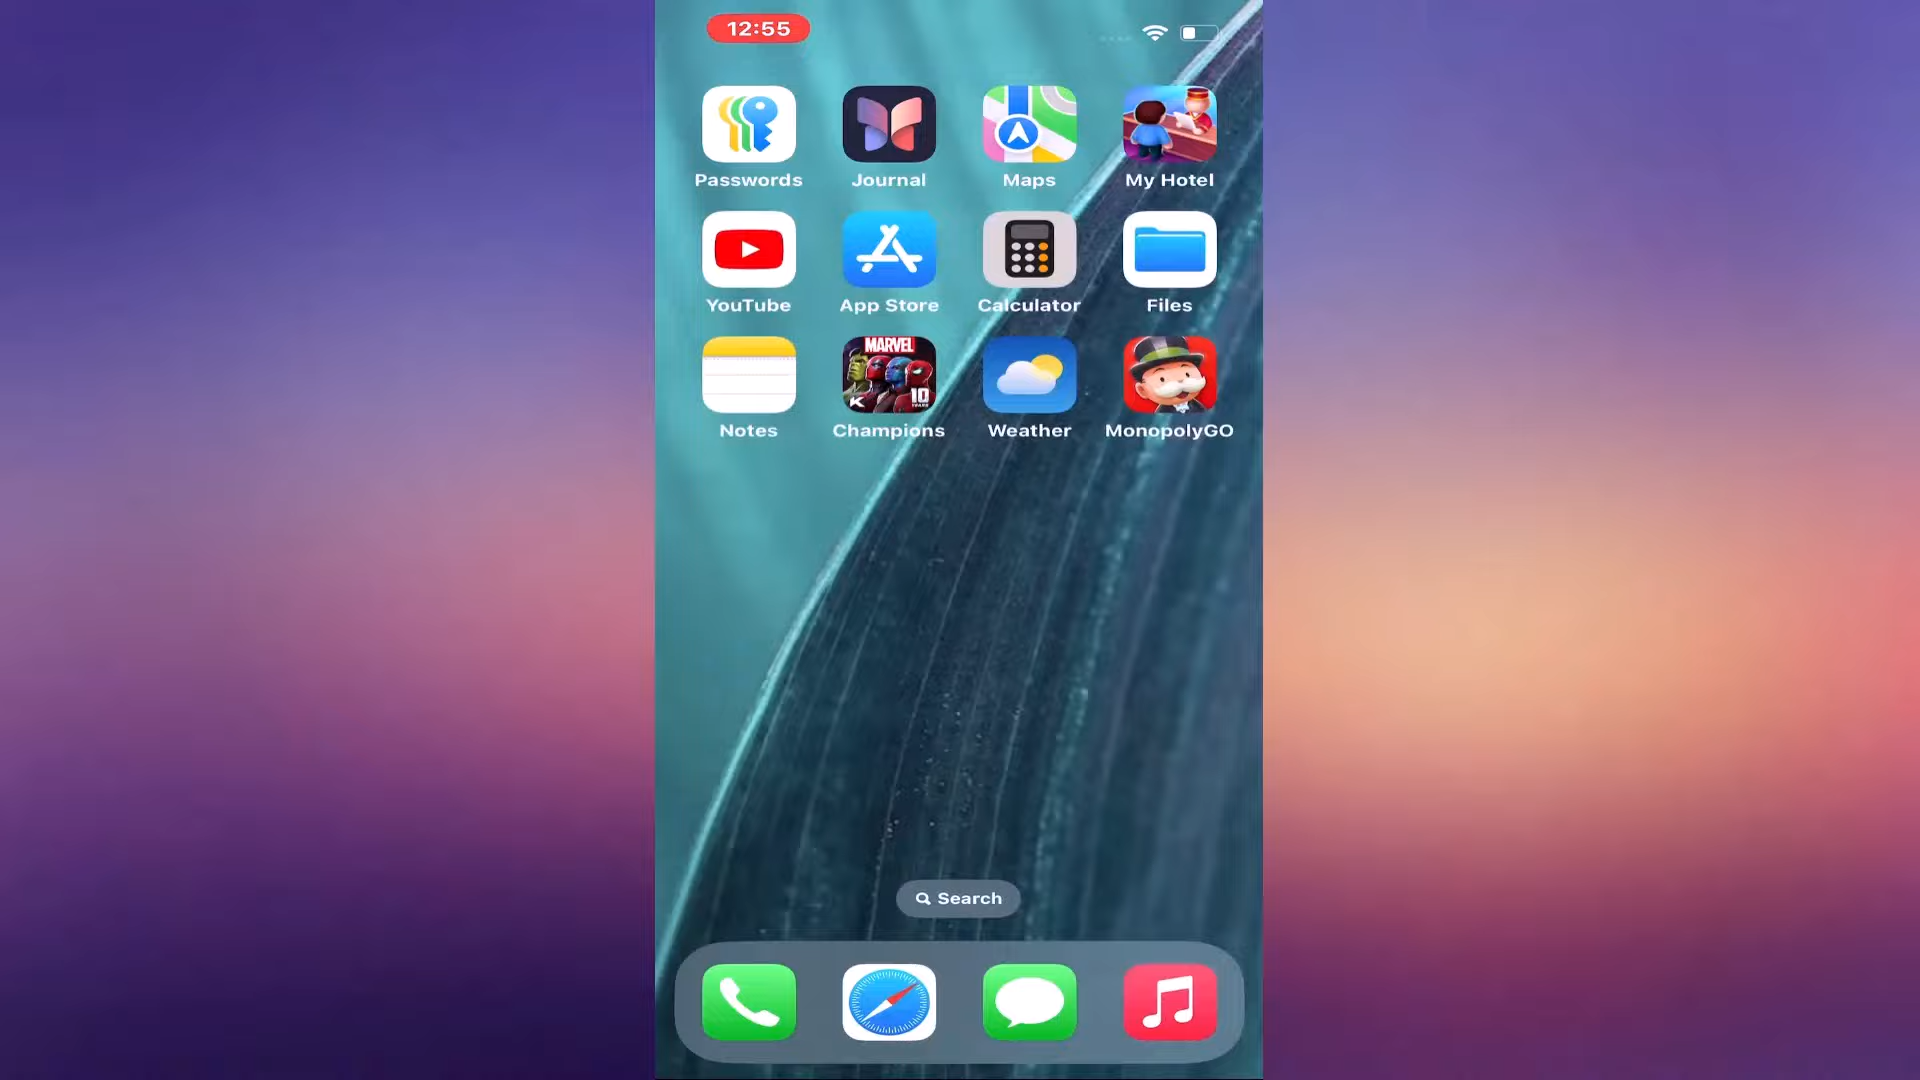 12:55
Passwords
Journal
Maps
My Hotel
YouTube
App Store
Calculator
Files
MARVEL
10
Notes
Champions
Weather
MonopolyGO
Search